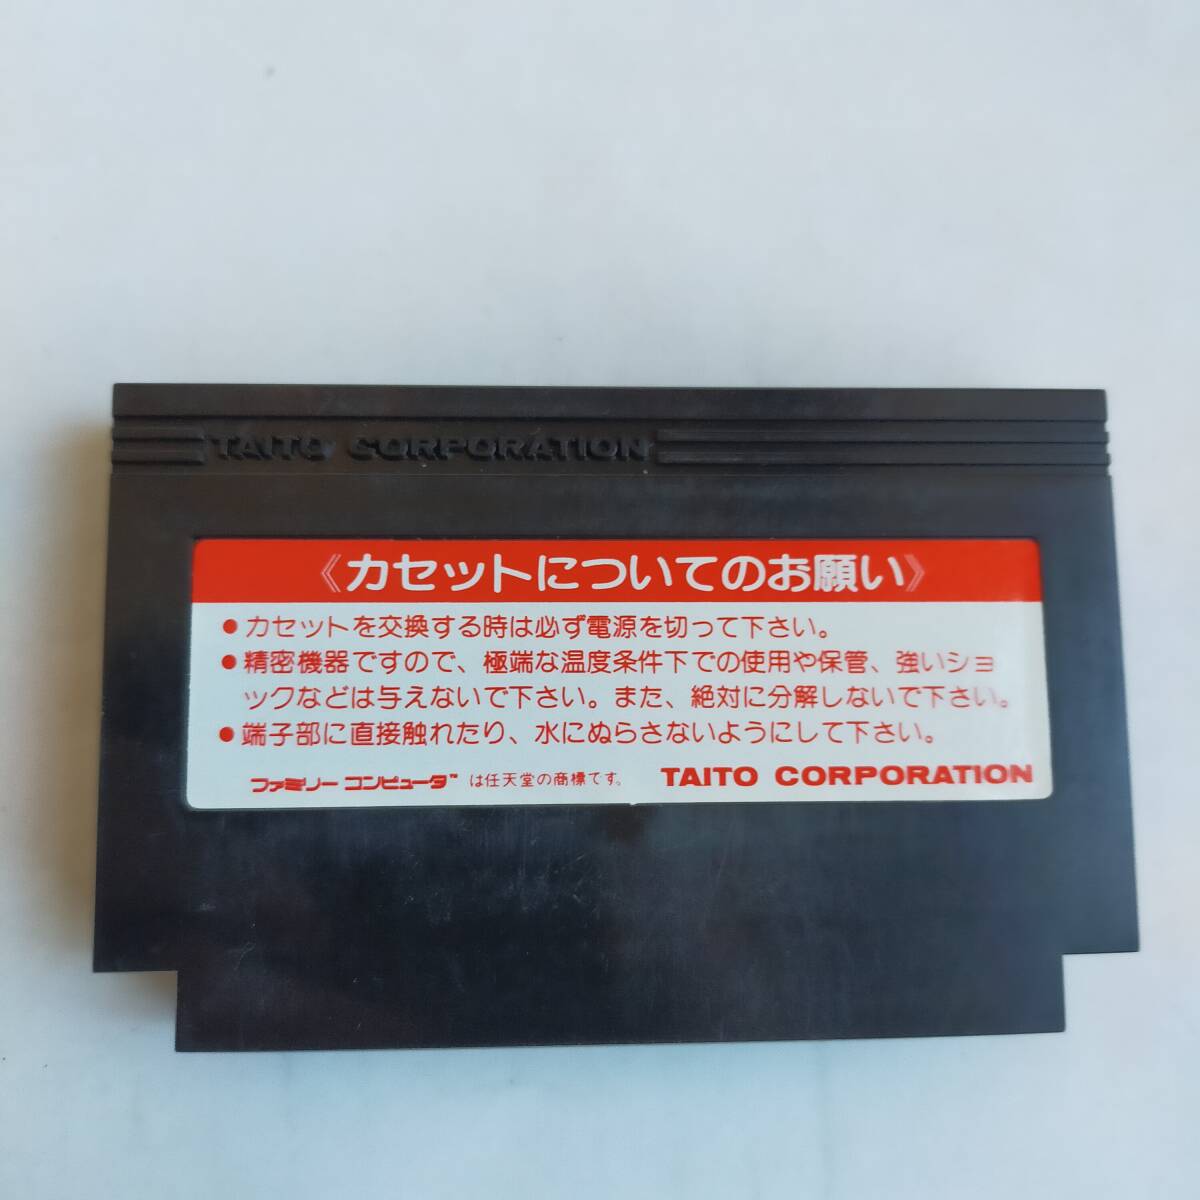 TAITO CORPORATION
《カセットについてのお願い》
●カセットを交換する時は必ず電源を切って下さい。
●精密機器ですので、極端な温度条件下での使用や保管、強いショ
ックなどは与えないで下さい。また、絶対に分解しないで下さい。
●端子部に直接触れたり、水にぬらさないようにして下さい。
ファミリーコンピュータ™は任天堂の商標です。 TAITO CORPORATION